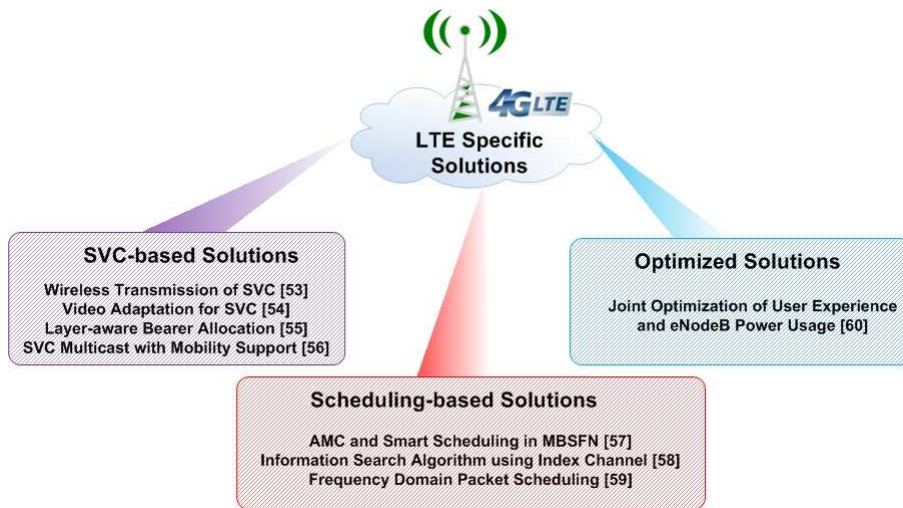 4G LTE
LTE Specific
Solutions
SVC-based Solutions
Wireless Transmission of SVC [53]
Video Adaptation for SVC [54]
Layer-aware Bearer Allocation [55]
SVC Multicast with Mobility Support [56]
Optimized Solutions
Joint Optimization of User Experience
and eNodeB Power Usage [60]
Scheduling-based Solutions
AMC and Smart Scheduling in MBSFN [57]
Information Search Algorithm using Index Channel [58]
Frequency Domain Packet Scheduling [59]